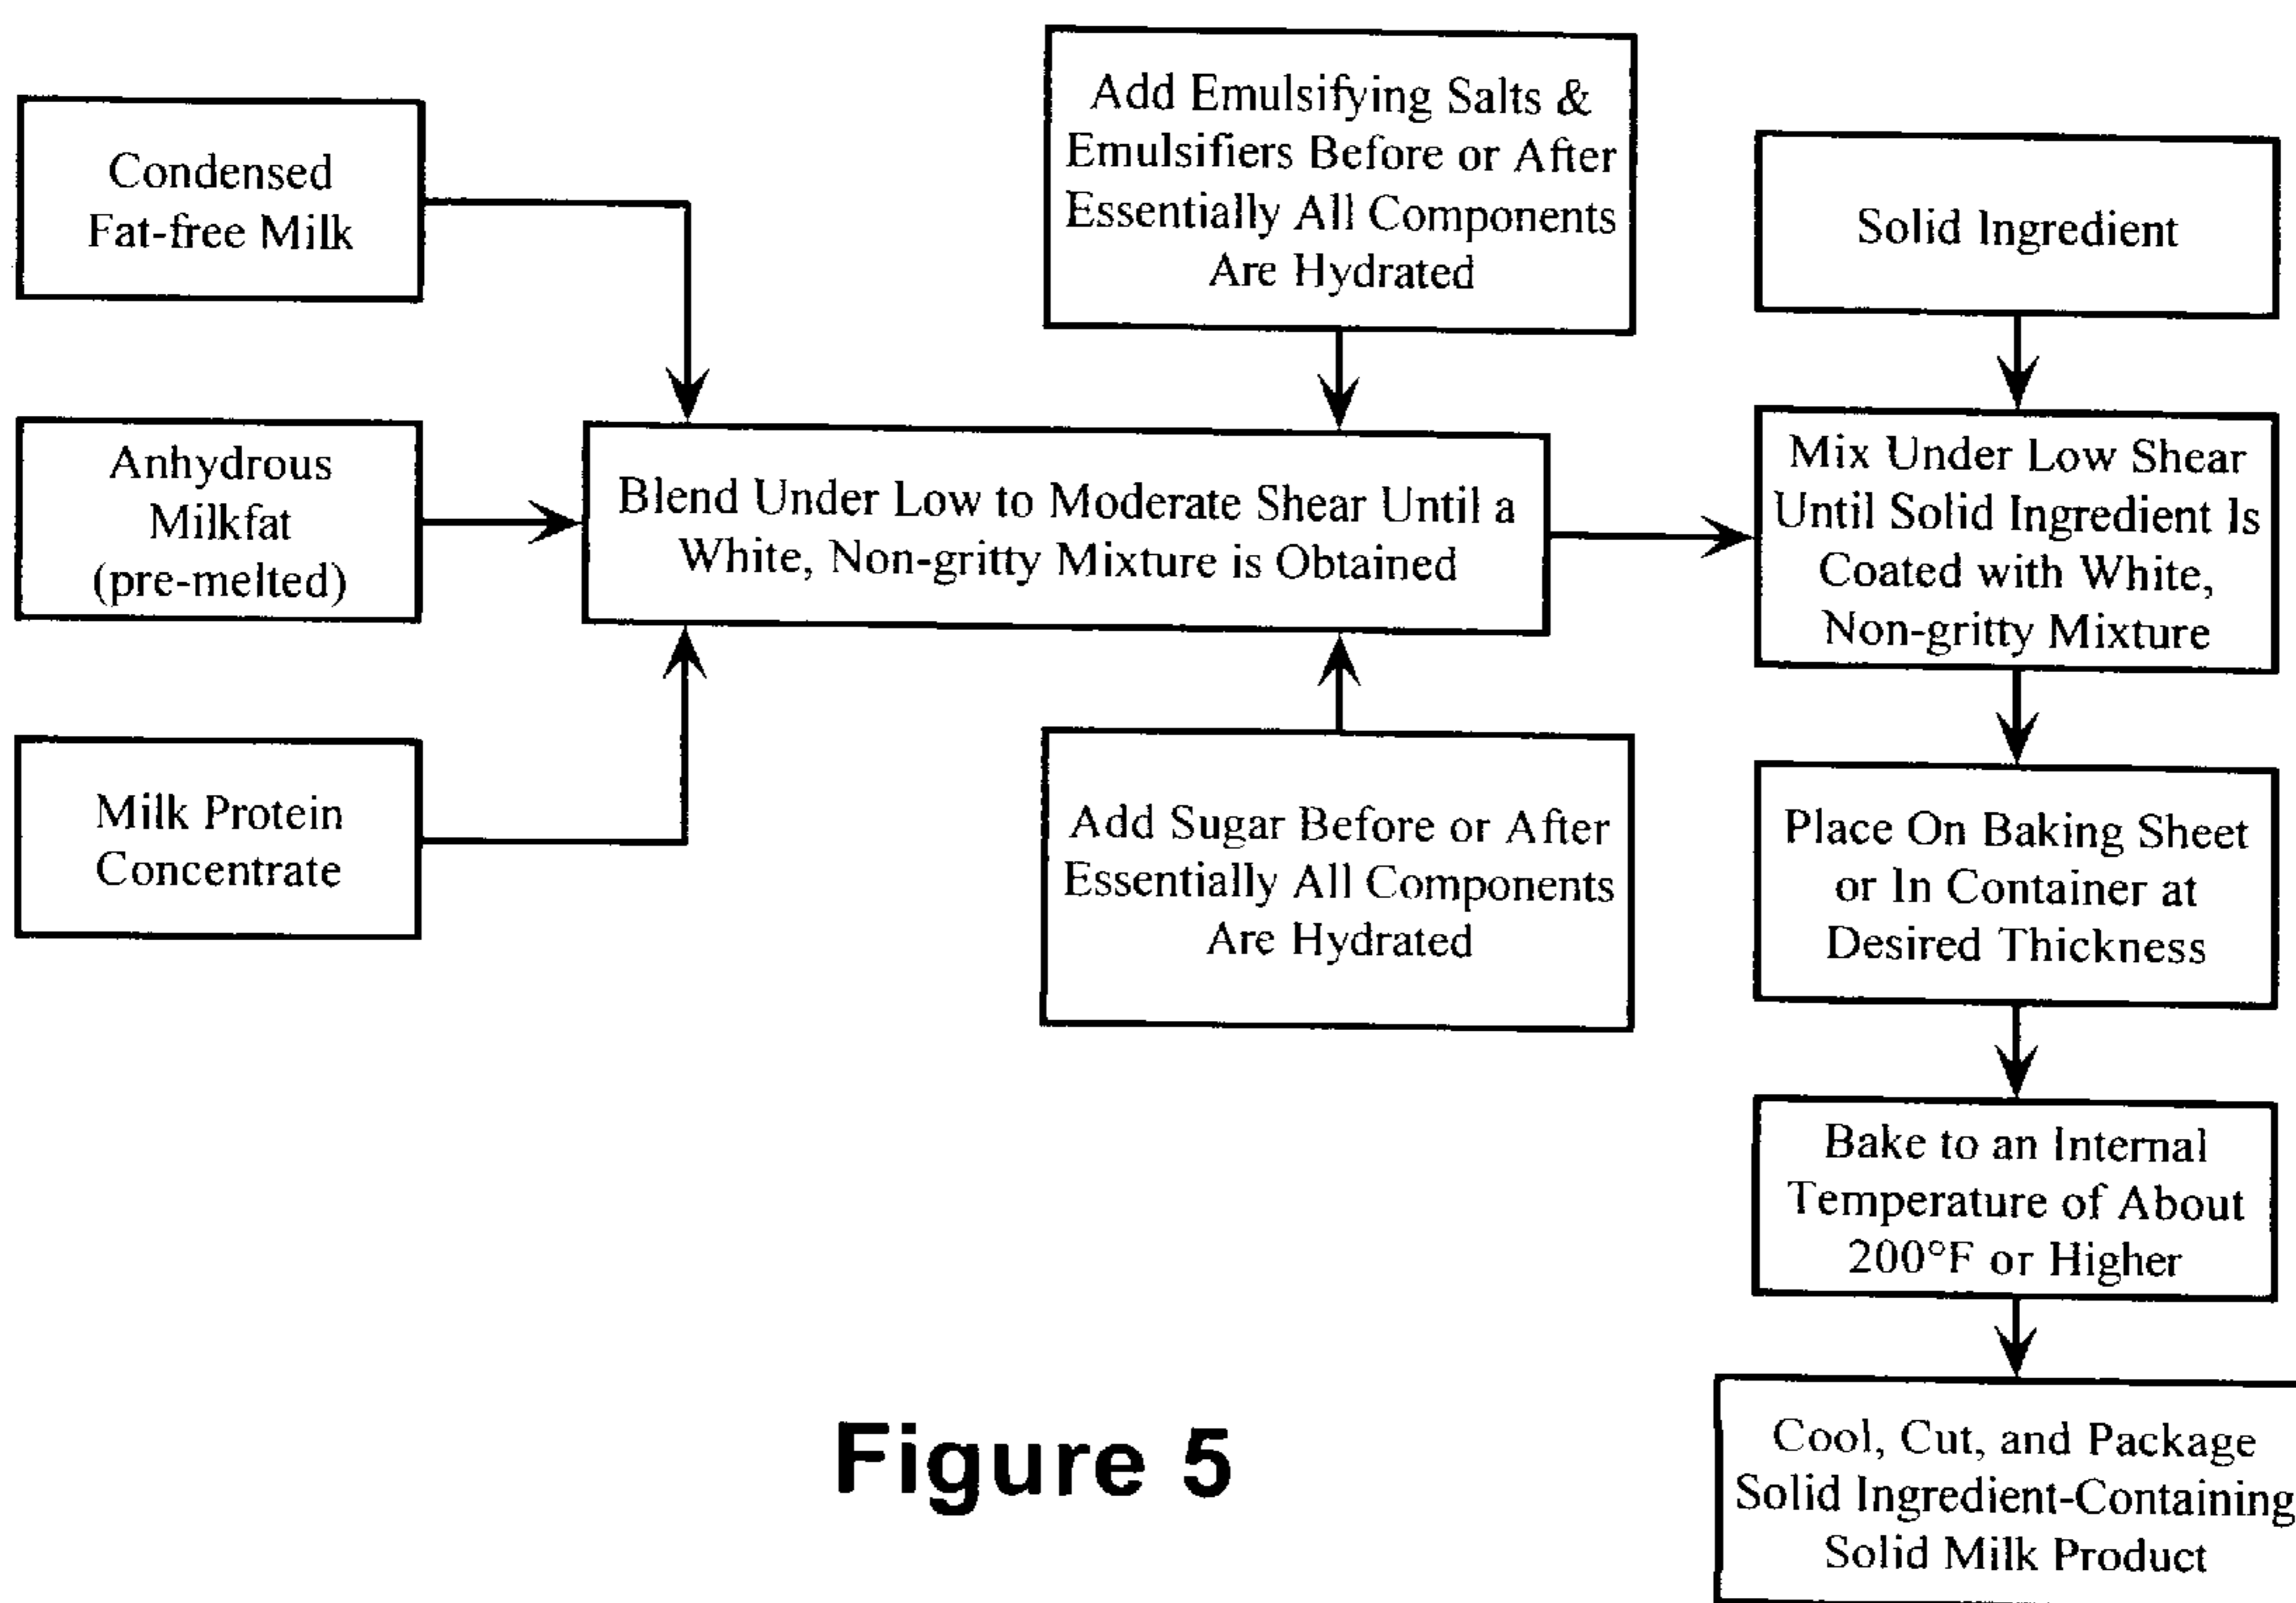 Condensed
Fat-free Milk
Anhydrous
Milkfat
(pre-melted)
Milk Protein
Concentrate
Add Emulsifying Salts &
Emulsifiers Before or After
Essentially All Components
Are Hydrated
Blend Under Low to Moderate Shear Until a
White, Non-gritty Mixture is Obtained
Add Sugar Before or After
Essentially All Components
Are Hydrated
Solid Ingredient
Mix Under Low Shear
Until Solid Ingredient Is
Coated with White,
Non-gritty Mixture
Place On Baking Sheet
or In Container at
Desired Thickness
Bake to an Internal
Temperature of About
200°F or Higher
Cool, Cut, and Package
Solid Ingredient-Containing
Solid Milk Product
Figure 5